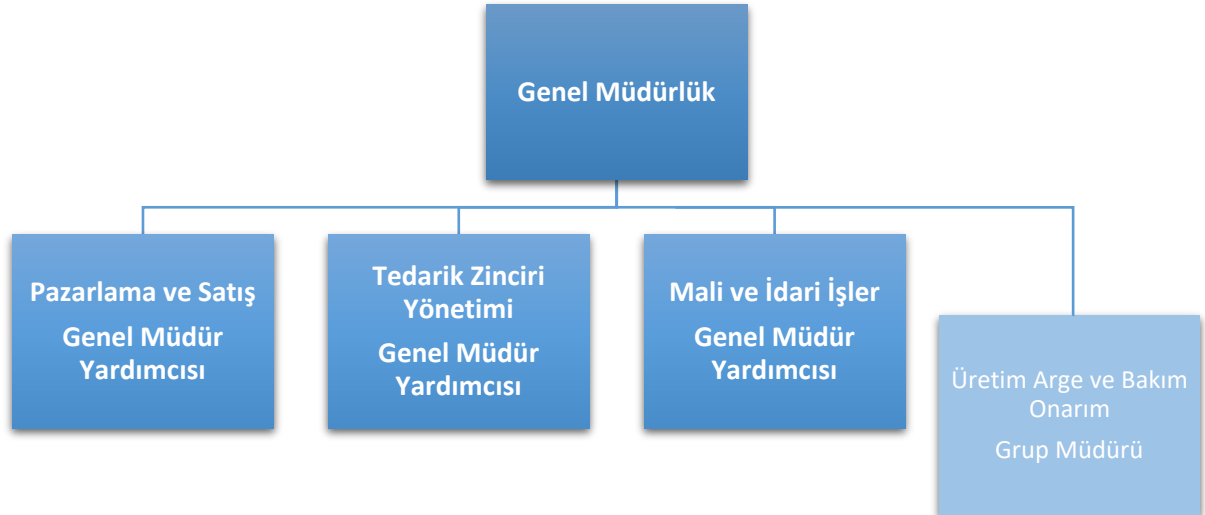 Genel Müdürlük
Pazarlama ve Satış
Genel Müdür
Yardımcısı
Tedarik Zinciri
Yönetimi
Genel Müdür
Yardımcısı
Mali ve İdari İşler
Genel Müdür
Yardımcısı
Üretim Arge ve Bakım
Onarım
Grup Müdürü